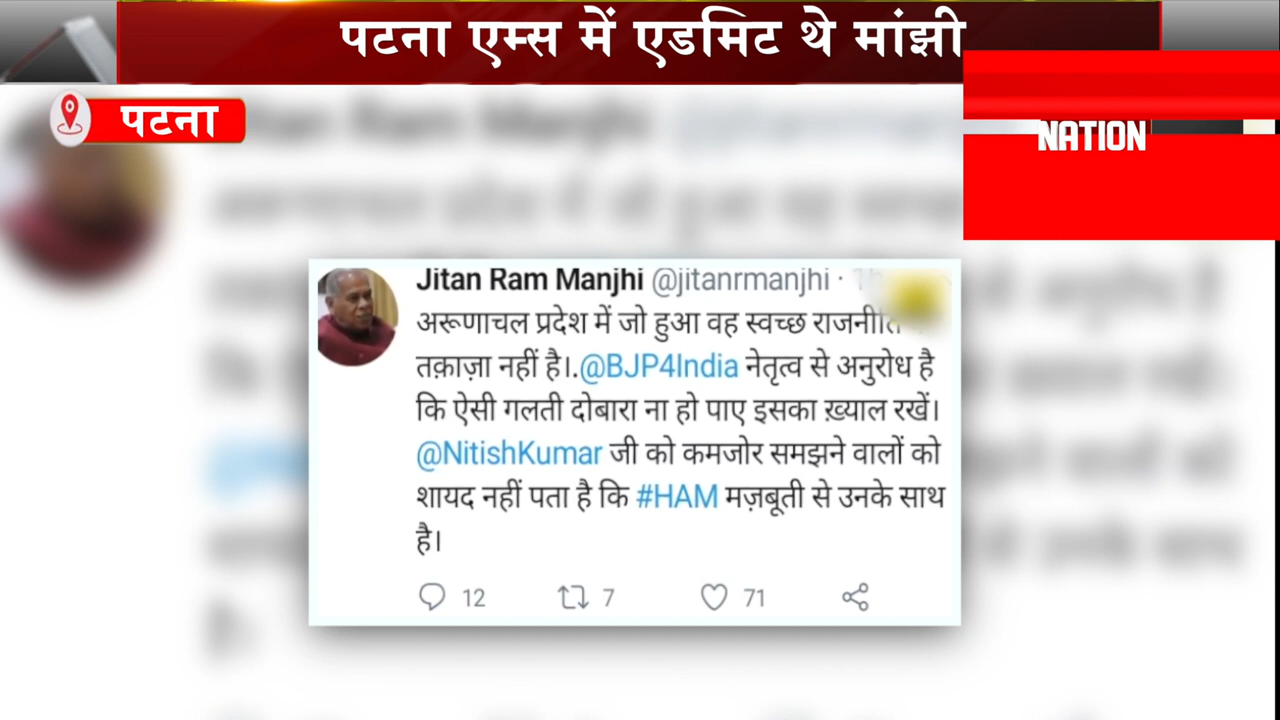 पटना एम्स में एडमिट थे मांझी
पटना
NATION
Jitan Ram Manjhi @jitanrmanjhi ·
अरूणाचल प्रदेश में जो हुआ वह स्वच्छ राजनीति
तक़ाज़ा नहीं है।.@BJP4India नेतृत्व से अनुरोध है
कि ऐसी गलती दोबारा ना हो पाए इसका ख़्याल रखें।
@NitishKumar जी को कमजोर समझने वालों को
शायद नहीं पता है कि #HAM मज़बूती से उनके साथ
है।
12 7 71